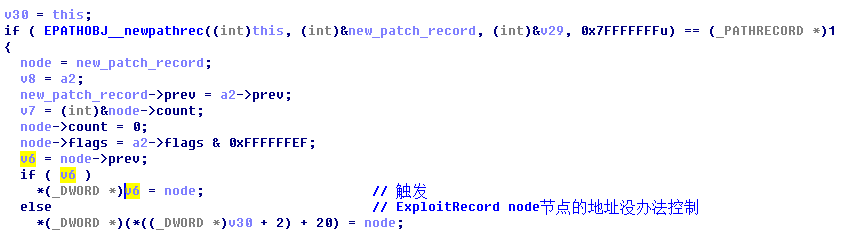 v30 = this;
if ( EPATHOBJ__newpathrec((int)this, (int)&new_patch_record, (int)&v29, 0x7FFFFFFFu) == (_PATHRECORD *)1
{
  node = new_patch_record;
  v8 = a2;
  new_patch_record->prev = a2->prev;
  v7 = (int)&node->count;
  node->count = 0;
  node->flags = a2->flags & 0xFFFFFFEF;
  v6 = node->prev;
  if ( v6 )
    *(_DWORD *)v6 = node;                     // 触发
  else                                        // ExploitRecord node节点的地址没办法控制
    *(_DWORD *)(*((_DWORD *)v30 + 2) + 20) = node;